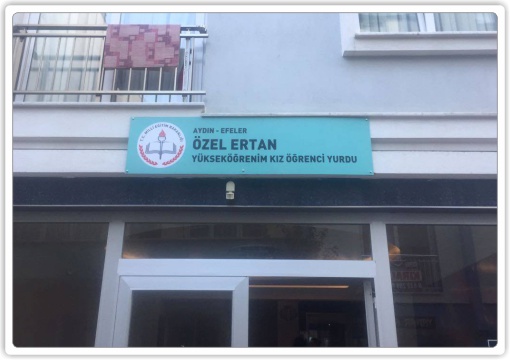 AYDIN - EFELER
ÖZEL ERTAN
YÜKSEKÖĞRENİM KIZ ÖĞRENCİ YURDU